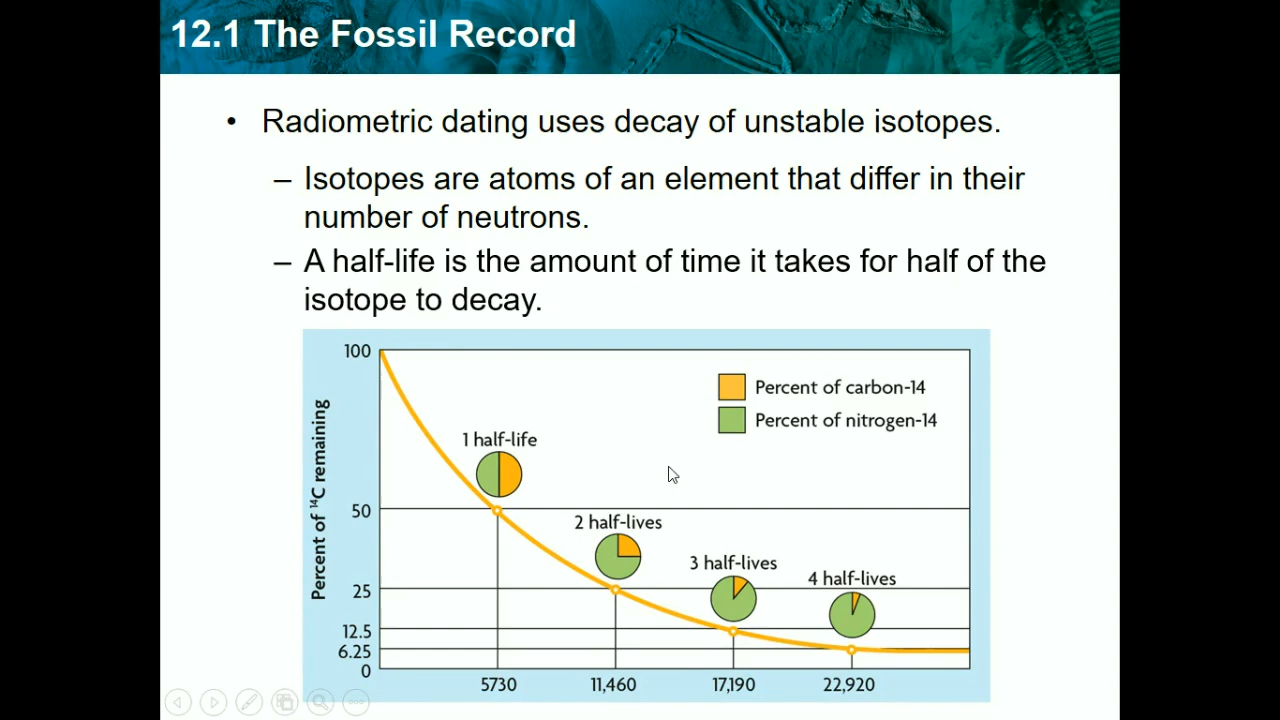 12.1 The Fossil Record
• Radiometric dating uses decay of unstable isotopes.
– Isotopes are atoms of an element that differ in their
number of neutrons.
– A half-life is the amount of time it takes for half of the
isotope to decay.
Percent of ¹⁴C remaining
100
50
25
12.5
6.25
0
Percent of carbon-14
Percent of nitrogen-14
1 half-life
2 half-lives
3 half-lives
4 half-lives
5730 11,460 17,190 22,920